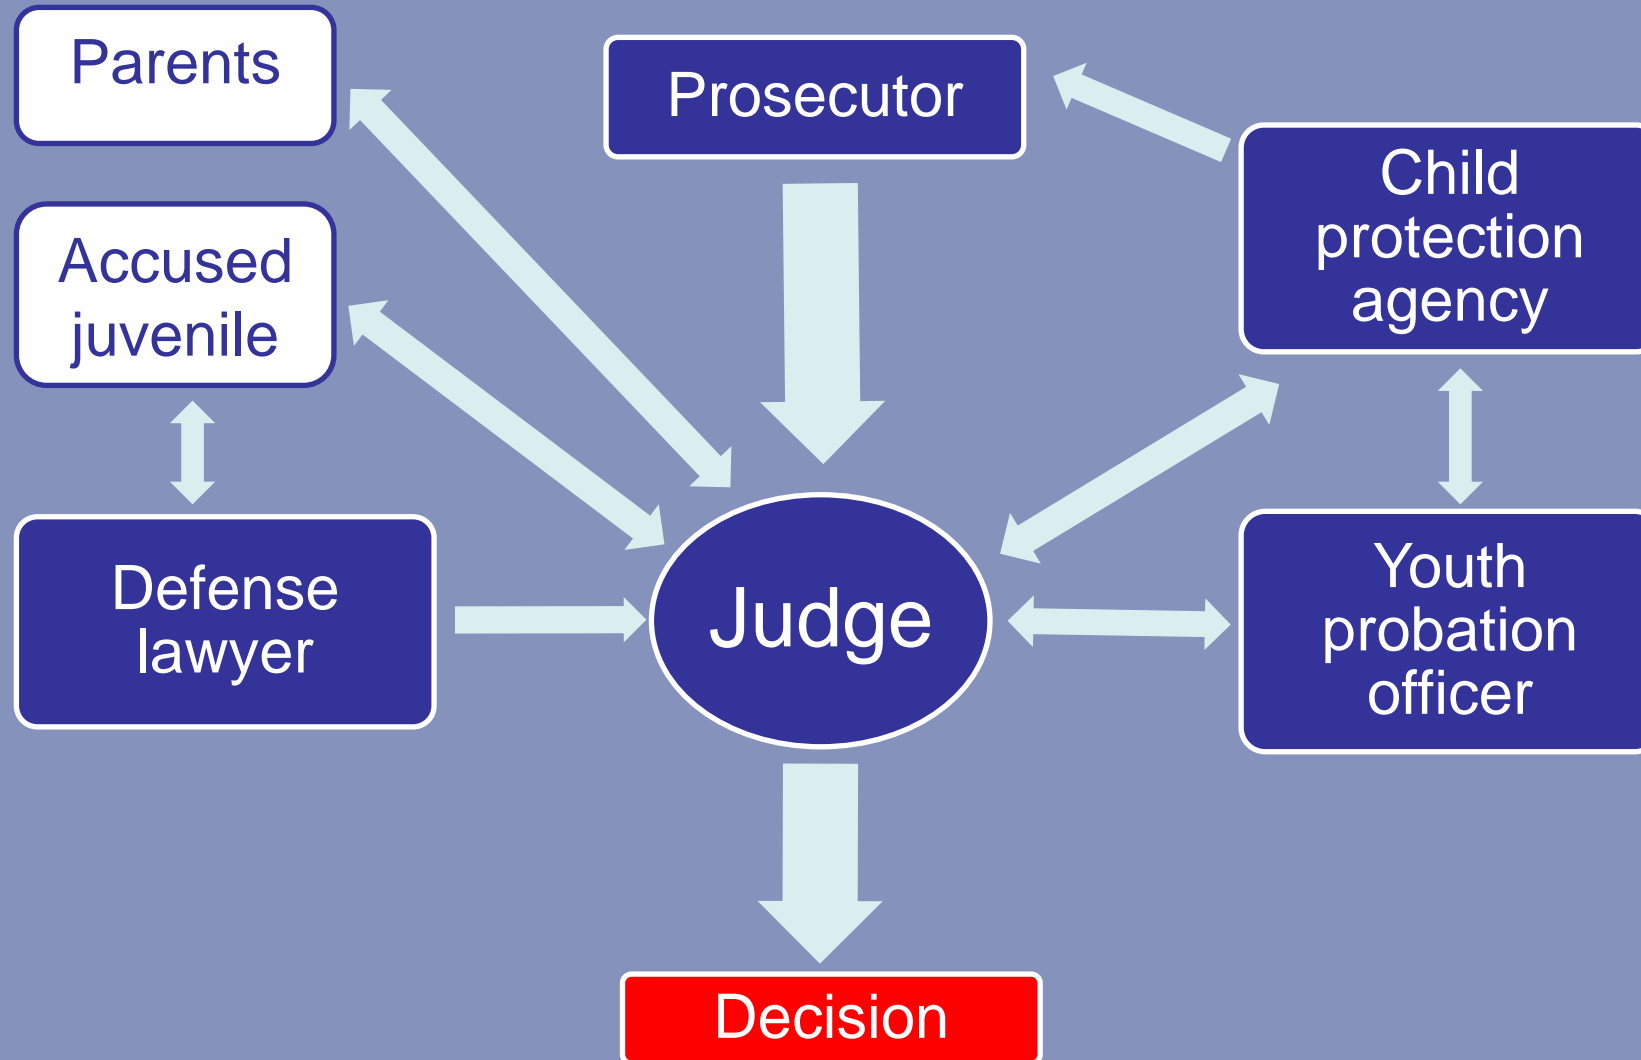 Parents
Prosecutor
Child
protection
agency
Accused
juvenile
Defense
lawyer
Judge
Youth
probation
officer
Decision